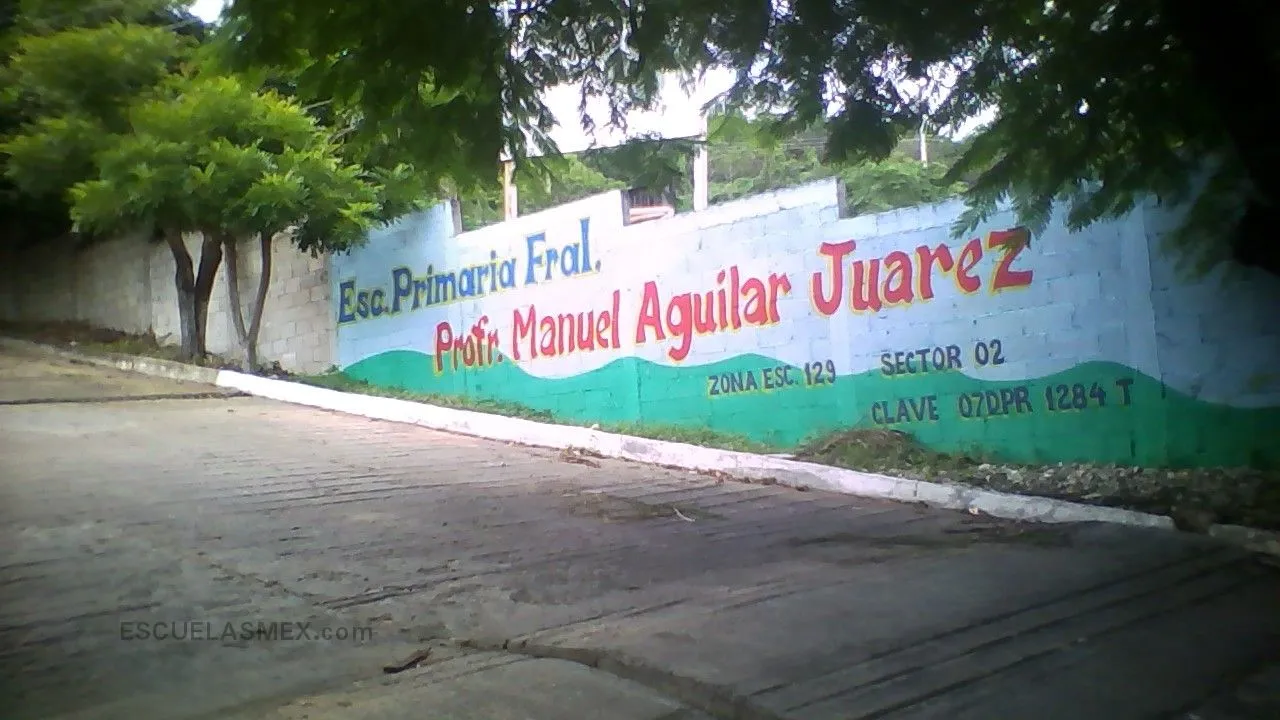 Esc. Primaria Fral.
Profr. Manuel Aguilar Juarez
ZONA ESC. 129 SECTOR 02
CLAVE 07DPR 1284 T
ESCUELASMEX.com